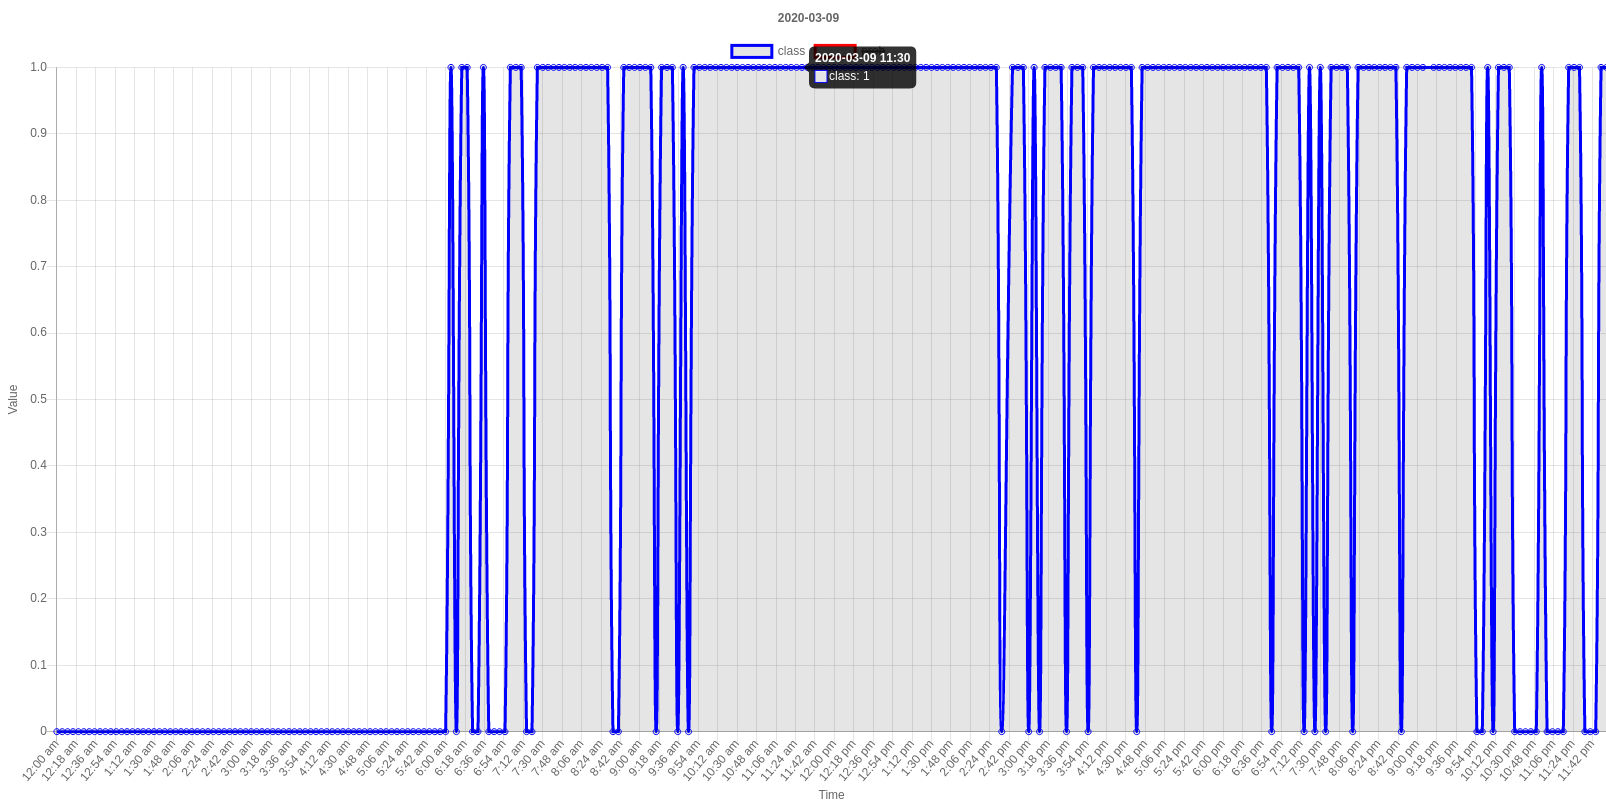 2020-03-09
class
2020-03-09 11:30
class: 1
1.0
0.9
0.8
0.7
0.6
0.5
0.4
0.3
0.2
0.1
0
Value
12:00 am
12:18 am
12:36 am
12:54 am
1:12 am
1:30 am
1:48 am
2:06 am
2:24 am
2:42 am
3:00 am
3:18 am
3:36 am
3:54 am
4:12 am
4:30 am
4:48 am
5:06 am
5:24 am
5:42 am
6:00 am
6:18 am
6:36 am
6:54 am
7:12 am
7:30 am
7:48 am
8:06 am
8:24 am
8:42 am
9:00 am
9:18 am
9:36 am
9:54 am
10:12 am
10:30 am
10:48 am
11:06 am
11:24 am
11:42 am
12:00 pm
12:18 pm
12:36 pm
12:54 pm
1:12 pm
1:30 pm
1:48 pm
2:06 pm
2:24 pm
2:42 pm
3:00 pm
3:18 pm
3:36 pm
3:54 pm
4:12 pm
4:30 pm
4:48 pm
5:06 pm
5:24 pm
5:42 pm
6:00 pm
6:18 pm
6:36 pm
6:54 pm
7:12 pm
7:30 pm
7:48 pm
8:06 pm
8:24 pm
8:42 pm
9:00 pm
9:18 pm
9:36 pm
9:54 pm
10:12 pm
10:30 pm
10:48 pm
11:06 pm
11:24 pm
11:42 pm
Time